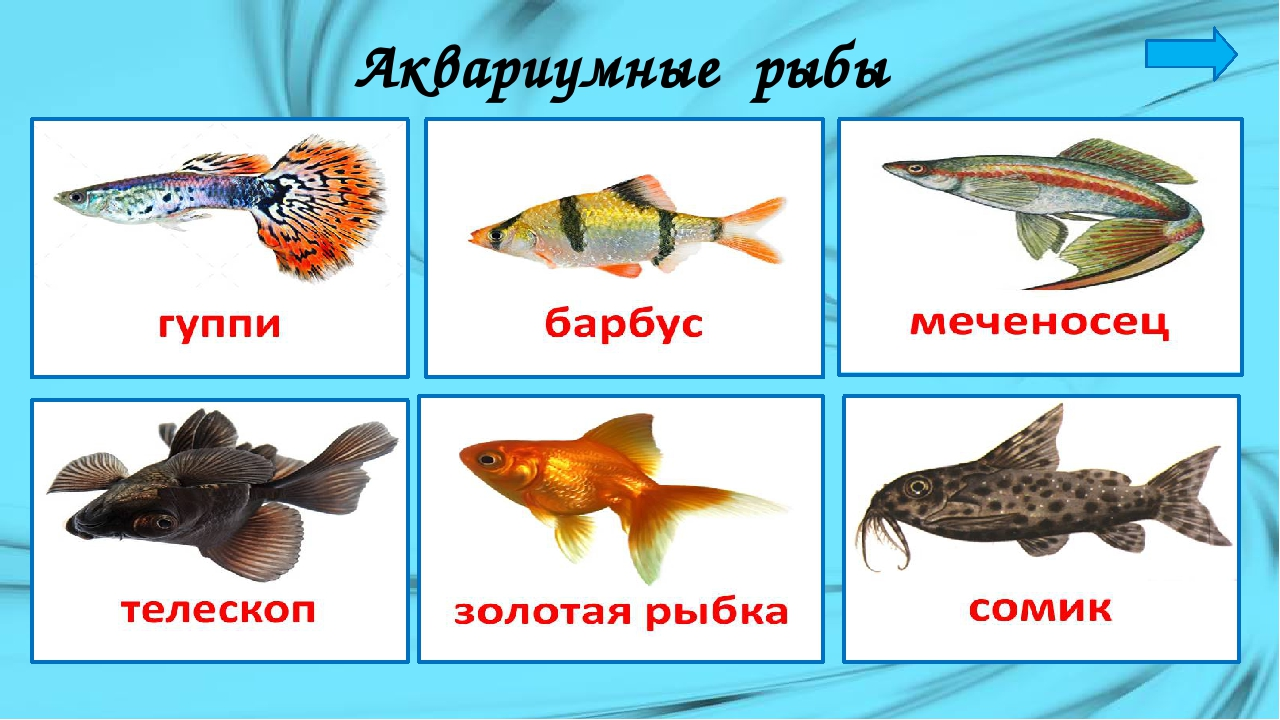 Аквариумные рыбы
гуппи
барбус
меченосец
телескоп
золотая рыбка
сомик